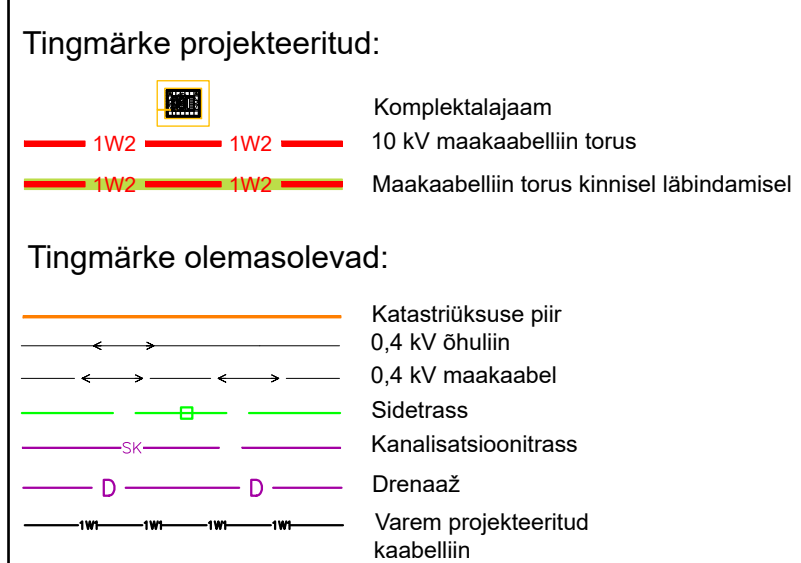 Tingmärke projekteeritud:
Komplektalajaam
1W2 1W2 10 kV maakaabelliin torus
1W2 1W2 Maakaabelliin torus kinnisel läbindamisel
Tingmärke olemasolevad:
Katastriüksuse piir
0,4 kV õhuliin
0,4 kV maakaabel
Sidetrass
SK Kanalisatsioonitrass
D D Drenaaž
1W1 1W1 1W1 1W1 Varem projekteeritud
kaabelliin